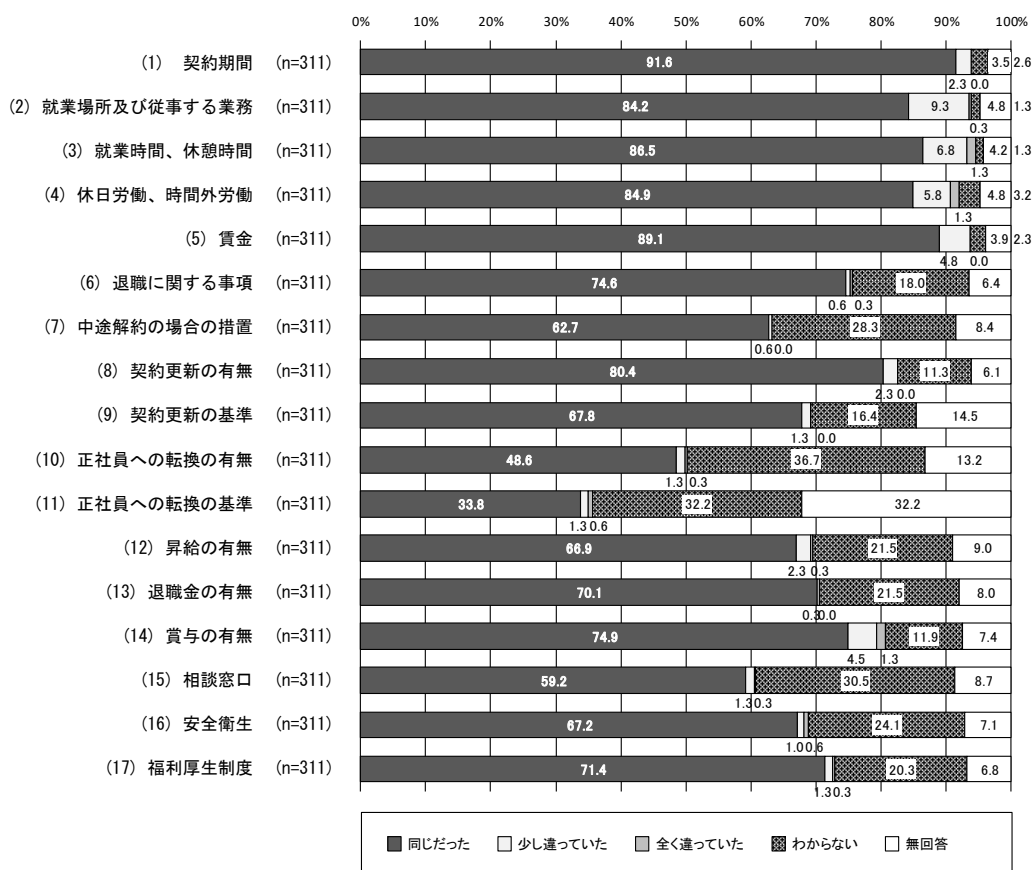 0% 10% 20% 30% 40% 50% 60% 70% 80% 90% 100%
(1) 契約期間 (n=311) 91.6 3.5 2.6
2.3 0.0
(2) 就業場所及び従事する業務 (n=311) 84.2 9.3 4.8 1.3
0.3
(3) 就業時間、休憩時間 (n=311) 86.5 6.8 4.2 1.3
1.3
(4) 休日労働、時間外労働 (n=311) 84.9 5.8 4.8 3.2
1.3
(5) 賃金 (n=311) 89.1 3.9 2.3
4.8 0.0
(6) 退職に関する事項 (n=311) 74.6 18.0 6.4
0.6 0.3
(7) 中途解約の場合の措置 (n=311) 62.7 28.3 8.4
0.6 0.0
(8) 契約更新の有無 (n=311) 80.4 11.3 6.1
2.3 0.0
(9) 契約更新の基準 (n=311) 67.8 16.4 14.5
1.3 0.0
(10) 正社員への転換の有無 (n=311) 48.6 36.7 13.2
1.3 0.3
(11) 正社員への転換の基準 (n=311) 33.8 32.2 32.2
1.3 0.6
(12) 昇給の有無 (n=311) 66.9 21.5 9.0
2.3 0.3
(13) 退職金の有無 (n=311) 70.1 21.5 8.0
0.3 0.0
(14) 賞与の有無 (n=311) 74.9 11.9 7.4
4.5 1.3
(15) 相談窓口 (n=311) 59.2 30.5 8.7
1.3 0.3
(16) 安全衛生 (n=311) 67.2 24.1 7.1
1.0 0.6
(17) 福利厚生制度 (n=311) 71.4 20.3 6.8
1.3 0.3
同じだった 少し違っていた 全く違っていた わからない 無回答